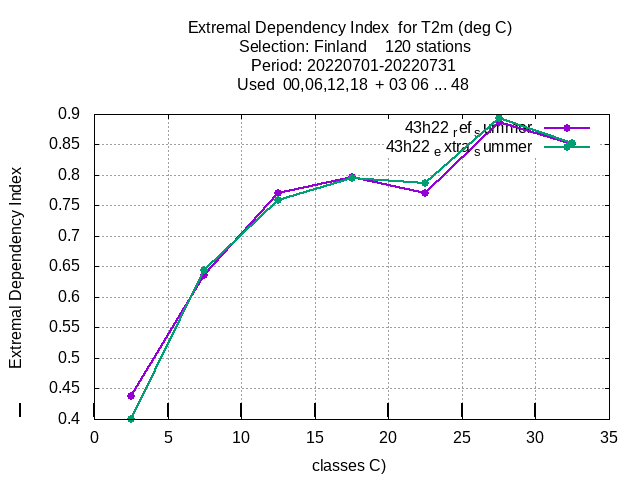 Extremal Dependency Index  for T2m (deg C)
Selection: Finland    120 stations
Period: 20220701-20220731
Used  00,06,12,18  + 03 06 ... 48
43h22 ref summer
43h22 extra summer
Extremal Dependency Index
0.9
0.85
0.8
0.75
0.7
0.65
0.6
0.55
0.5
0.45
0.4
0 5 10 15 20 25 30 35
classes C)